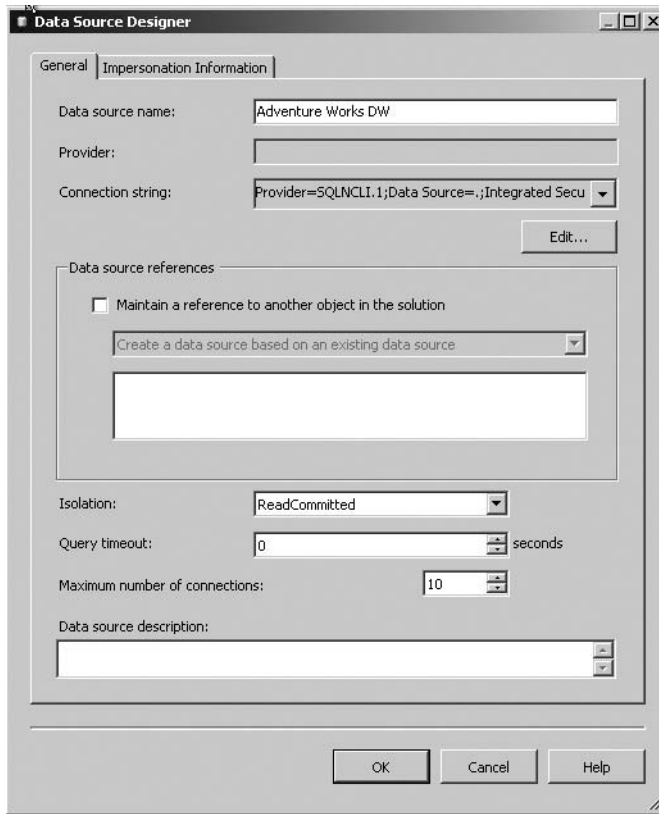 Data Source Designer
General
Impersonation Information
Data source name:
Adventure Works DW
Provider:
Connection string:
Provider=SQLNCLI.1;Data Source=.;Integrated Secu
Edit...
Data source references
Maintain a reference to another object in the solution
Create a data source based on an existing data source
Isolation:
ReadCommitted
Query timeout:
0
seconds
Maximum number of connections:
10
Data source description:
OK
Cancel
Help